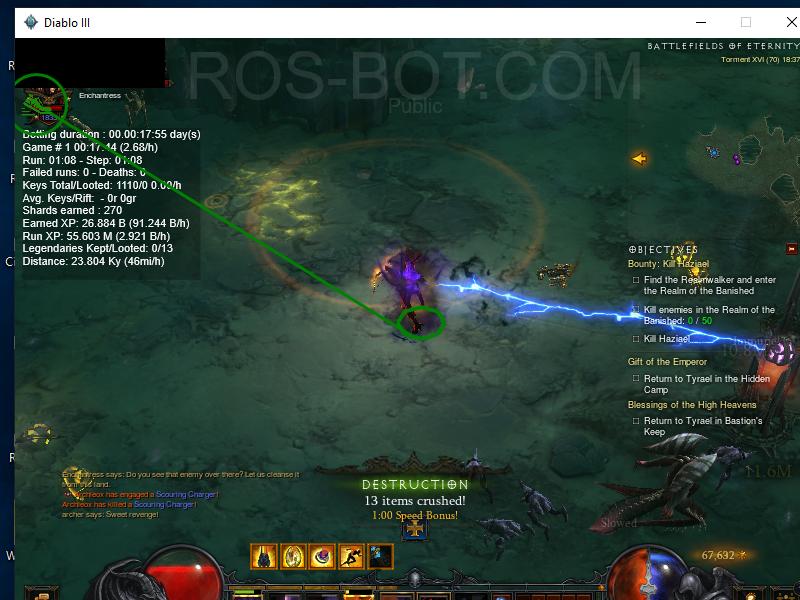 Diablo III
BATTLEFIELDS OF ETERNITY
Torment XVI (70) 18:37
ROS-BOT.COM
Public
Enchantress
Botting duration : 00.00:17:55 day(s)
Game # 1 00:17:44 (2.68/h)
Run: 01:08 - Step: 01:08
Failed runs: 0 - Deaths: 0
Keys Total/Looted: 1110/0 0.00/h
Avg. Keys/Rift: - 0r 0gr
Shards earned : 270
Earned XP: 26.884 B (91.244 B/h)
Run XP: 55.603 M (2.921 B/h)
Legendaries Kept/Looted: 0/13
Distance: 23.804 Ky (46mi/h)
OBJECTIVES
Bounty: Kill Haziael
Find the Realmwalker and enter
the Realm of the Banished
Kill enemies in the Realm of the
Banished: 0 / 50
Kill Haziael
Gift of the Emperor
Return to Tyrael in the Hidden
Camp
Blessings of the High Heavens
Return to Tyrael in Bastion's
Keep
11.6M
Slowed
Enchantress says: Do you see that enemy over there? Let us cleanse it
from this land.
Archleox has engaged a Scouring Charger!
Archleox has killed a Scouring Charger!
archer says: Sweet revenge!
DESTRUCTION
13 items crushed!
1:00 Speed Bonus!
67,632